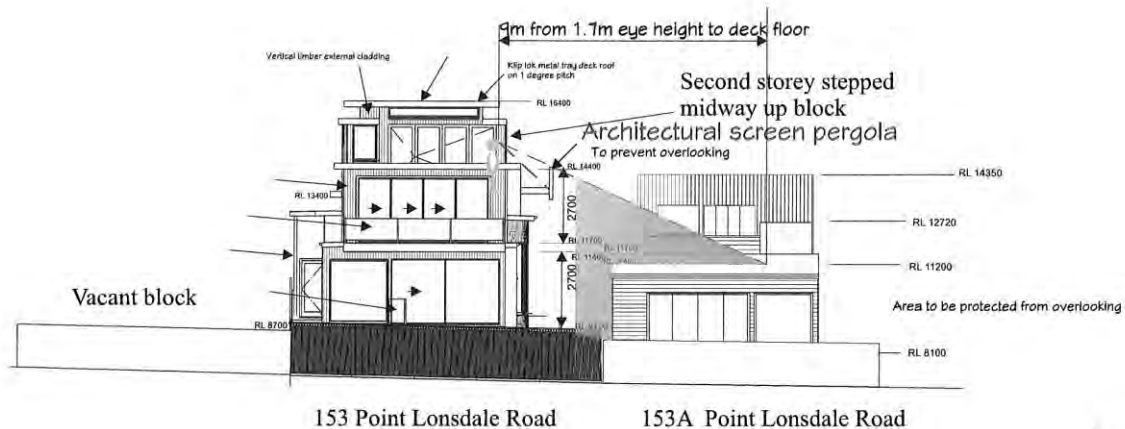 9m from 1.7m eye height to deck floor
Vertical timber external cladding
Klip lok metal tray deck roof
on 1 degree pitch
RL 16400
Second storey stepped
midway up block
Architectural screen pergola
To prevent overlooking
RL 14400
RL 14350
RL 13400
2700
RL 12720
RL 11700
RL 11200
2700
Area to be protected from overlooking
Vacant block
RL 8700
RL 8100
153 Point Lonsdale Road
153A Point Lonsdale Road